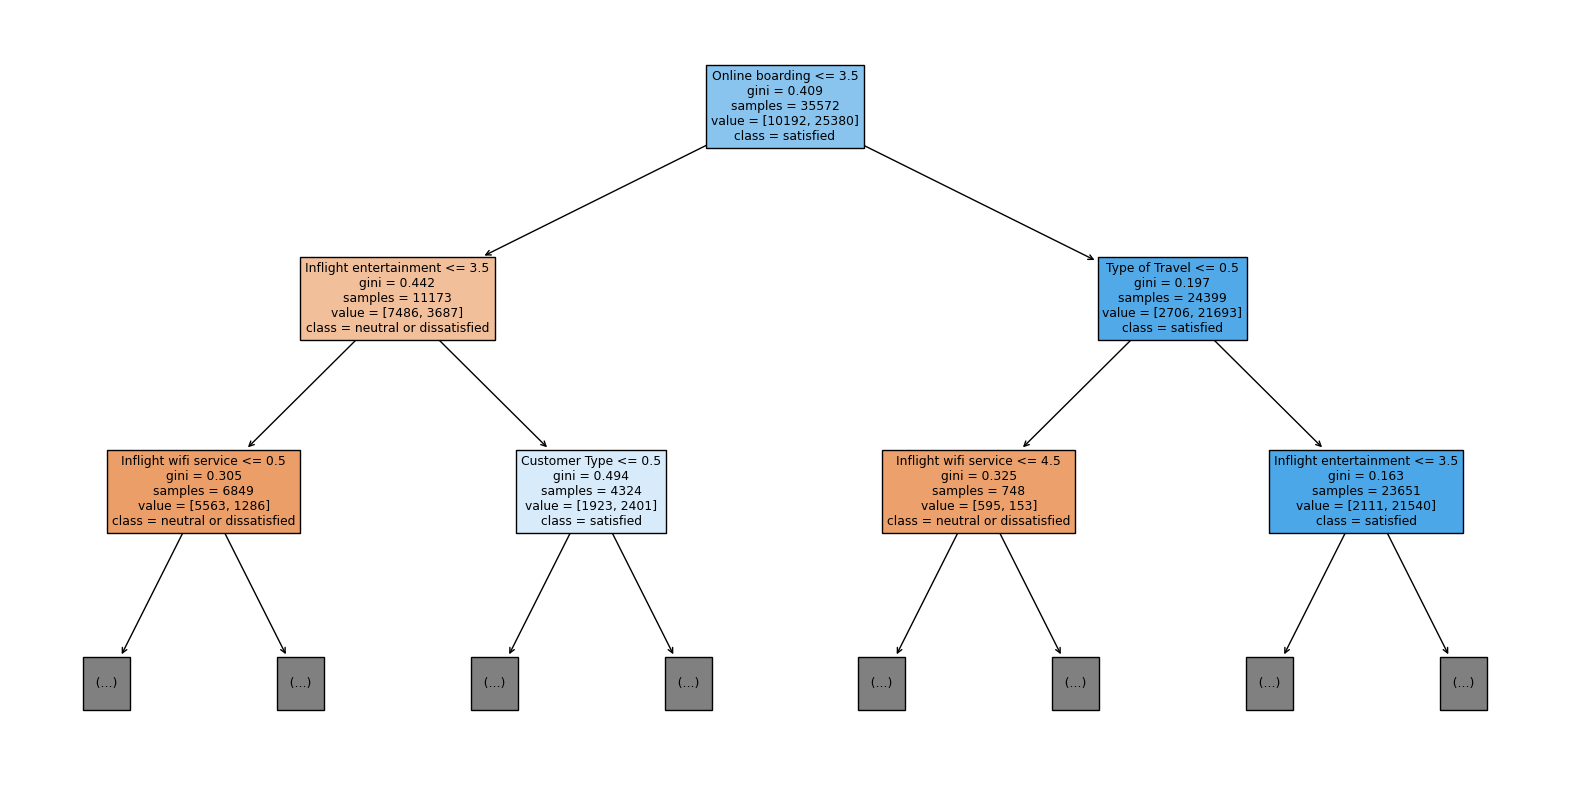 Online boarding <= 3.5
gini = 0.409
samples = 35572
value = [10192, 25380]
class = satisfied
Inflight entertainment <= 3.5
gini = 0.442
samples = 11173
value = [7486, 3687]
class = neutral or dissatisfied
Type of Travel <= 0.5
gini = 0.197
samples = 24399
value = [2706, 21693]
class = satisfied
Inflight wifi service <= 0.5
gini = 0.305
samples = 6849
value = [5563, 1286]
class = neutral or dissatisfied
Customer Type <= 0.5
gini = 0.494
samples = 4324
value = [1923, 2401]
class = satisfied
Inflight wifi service <= 4.5
gini = 0.325
samples = 748
value = [595, 153]
class = neutral or dissatisfied
Inflight entertainment <= 3.5
gini = 0.163
samples = 23651
value = [2111, 21540]
class = satisfied
(...)
(...)
(...)
(...)
(...)
(...)
(...)
(...)